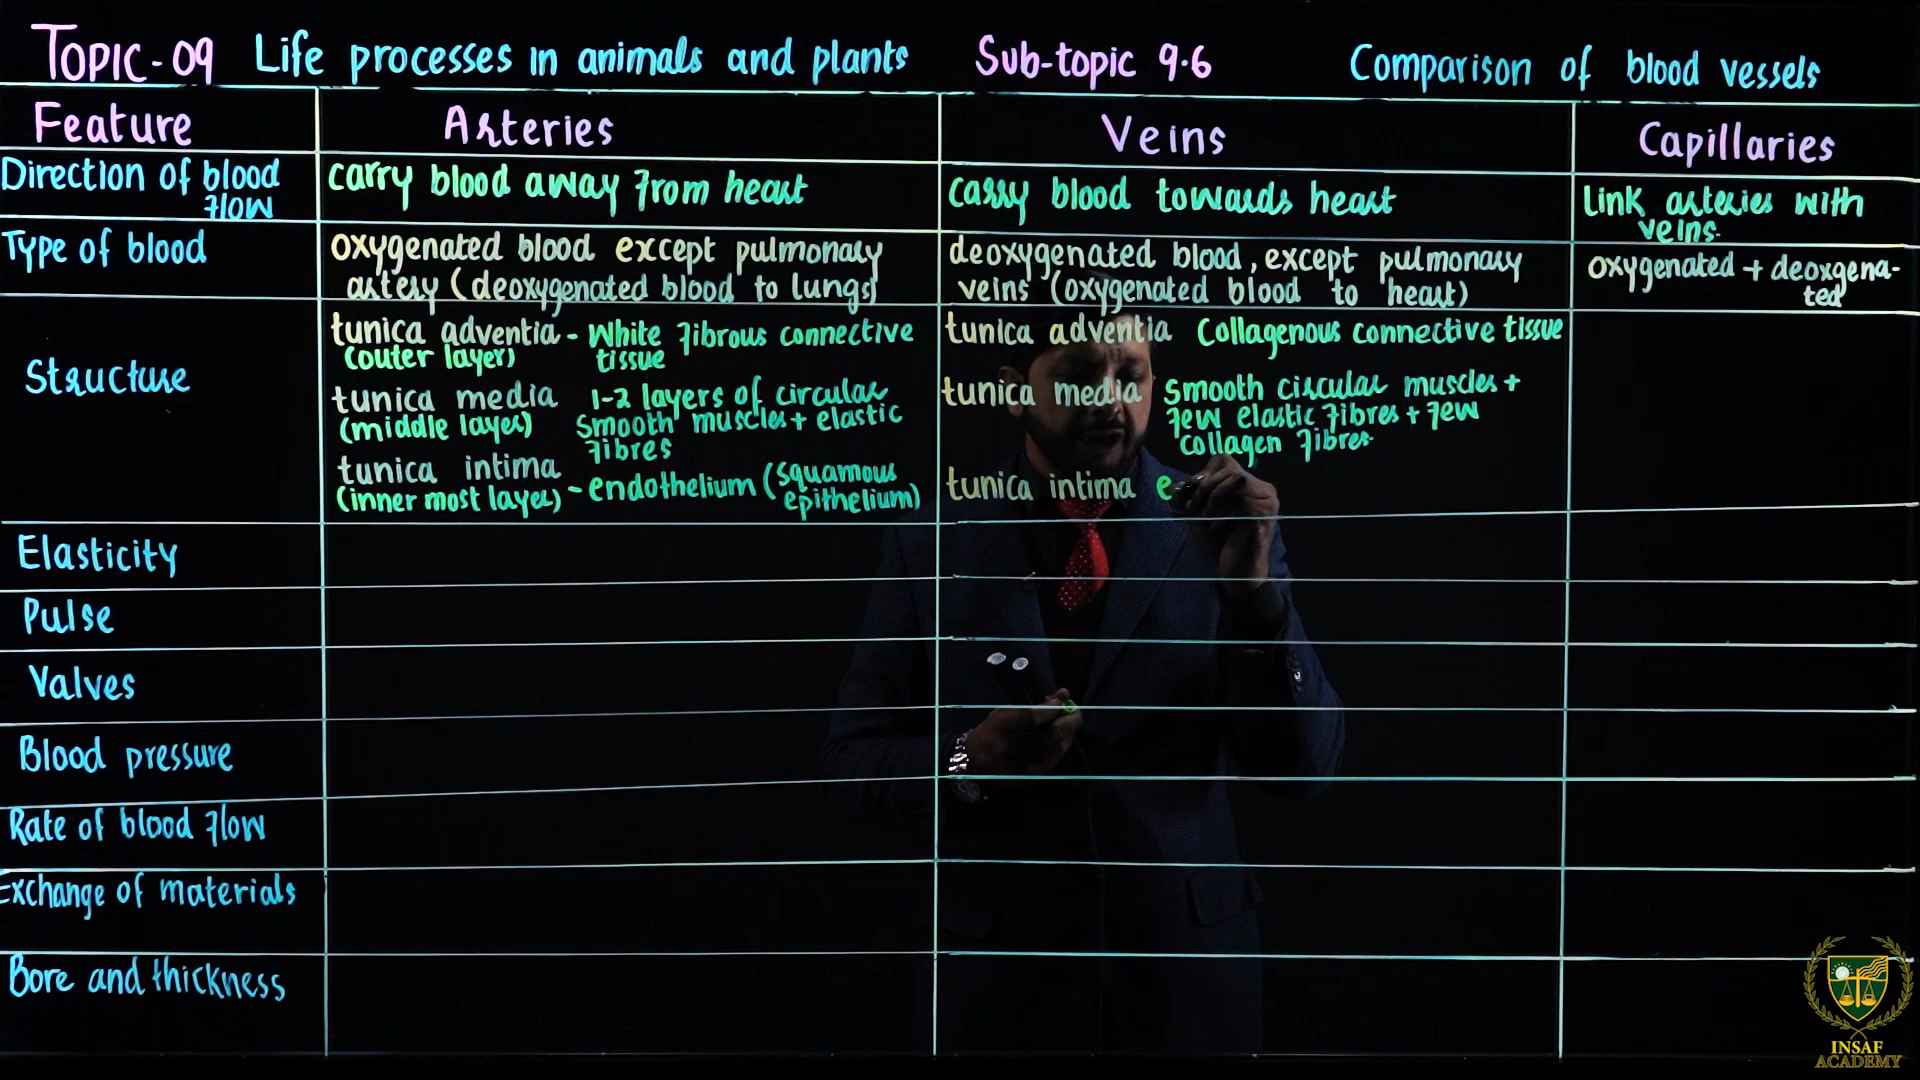 TOPIC-09 Life processes in animals and plants Sub-topic 9.6 Comparison of blood vessels
Feature Arteries Veins Capillaries
Direction of blood flow
carry blood away from heart
carry blood towards heart
Link arteries with
veins.
Type of blood
oxygenated blood except pulmonary
artery (deoxygenated blood to lungs)
deoxygenated blood, except pulmonary
veins (oxygenated blood to heart)
oxygenated + deoxgena-
ted
Structure
tunica adventia - White fibrous connective
(outer layer) tissue
tunica media 1-2 layers of circular
(middle layer) Smooth muscles + elastic
fibres
tunica intima
(inner most layer) - endothelium (squamous
epithelium)
tunica adventia Collagenous connective tissue
tunica media Smooth circular muscles +
few elastic fibres + few
collagen fibres.
tunica intima e
Elasticity
Pulse
Valves
Blood pressure
Rate of blood flow
Exchange of materials
Bore and thickness
INSAF
ACADEMY